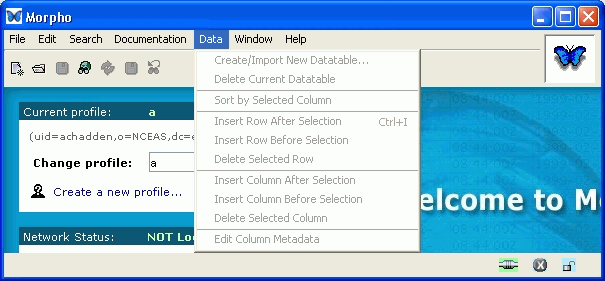 Morpho
File Edit Search Documentation Data Window Help
Create/Import New Datatable...
Delete Current Datatable
Sort by Selected Column
Insert Row After Selection Ctrl+I
Insert Row Before Selection
Delete Selected Row
Insert Column After Selection
Insert Column Before Selection
Delete Selected Column
Edit Column Metadata
Current profile: a
(uid=achadden,o=NCEAS,dc=e
Change profile: a
Create a new profile...
elcome to Mo
Network Status: NOT Lo